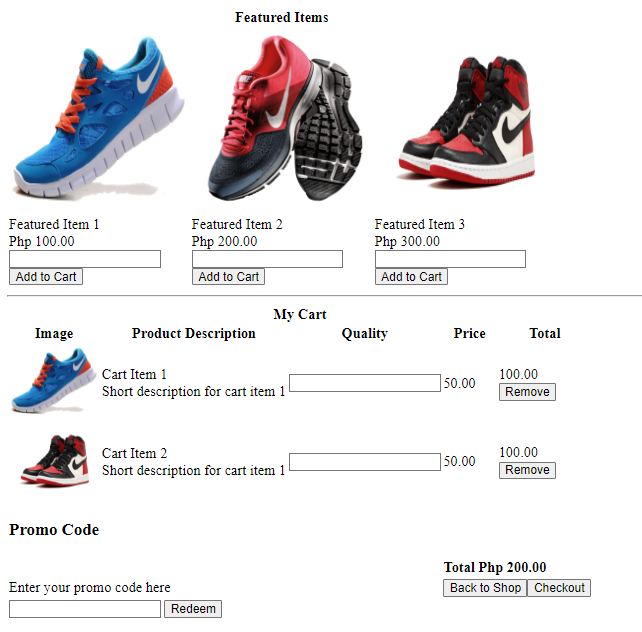 Featured Items
Featured Item 1
Php 100.00
Add to Cart
Featured Item 2
Php 200.00
Add to Cart
Featured Item 3
Php 300.00
Add to Cart
My Cart
Image Product Description Quality Price Total
Cart Item 1
Short description for cart item 1
50.00
100.00
Remove
Cart Item 2
Short description for cart item 1
50.00
100.00
Remove
Promo Code
Total Php 200.00
Back to Shop Checkout
Enter your promo code here
Redeem